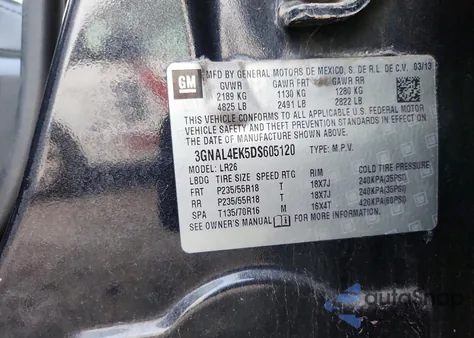 GM
MFD BY GENERAL MOTORS DE MEXICO, S. DE R.L. DE C.V. 03/13
GVWR GAWR FRT GAWR RR
2189 KG 1130 KG 1280 KG
4825 LB 2491 LB 2822 LB
THIS VEHICLE CONFORMS TO ALL APPLICABLE U.S. FEDERAL MOTOR
VEHICLE SAFETY, BUMPER, AND THEFT PREVENTION STANDARDS
IN EFFECT ON THE DATE OF MANUFACTURE SHOWN ABOVE.
3GNAL4EK5DS605120 TYPE: M.P.V.
MODEL: LR26
LBDG TIRE SIZE SPEED RTG RIM COLD TIRE PRESSURE
FRT P235/55R18 T 18X7J 240KPA(35PSI)
RR P235/55R18 T 18X7J 240KPA(35PSI)
SPA T135/70R16 M 16X4T 420KPA(60PSI)
SEE OWNER'S MANUAL FOR MORE INFORMATION.
autoShop